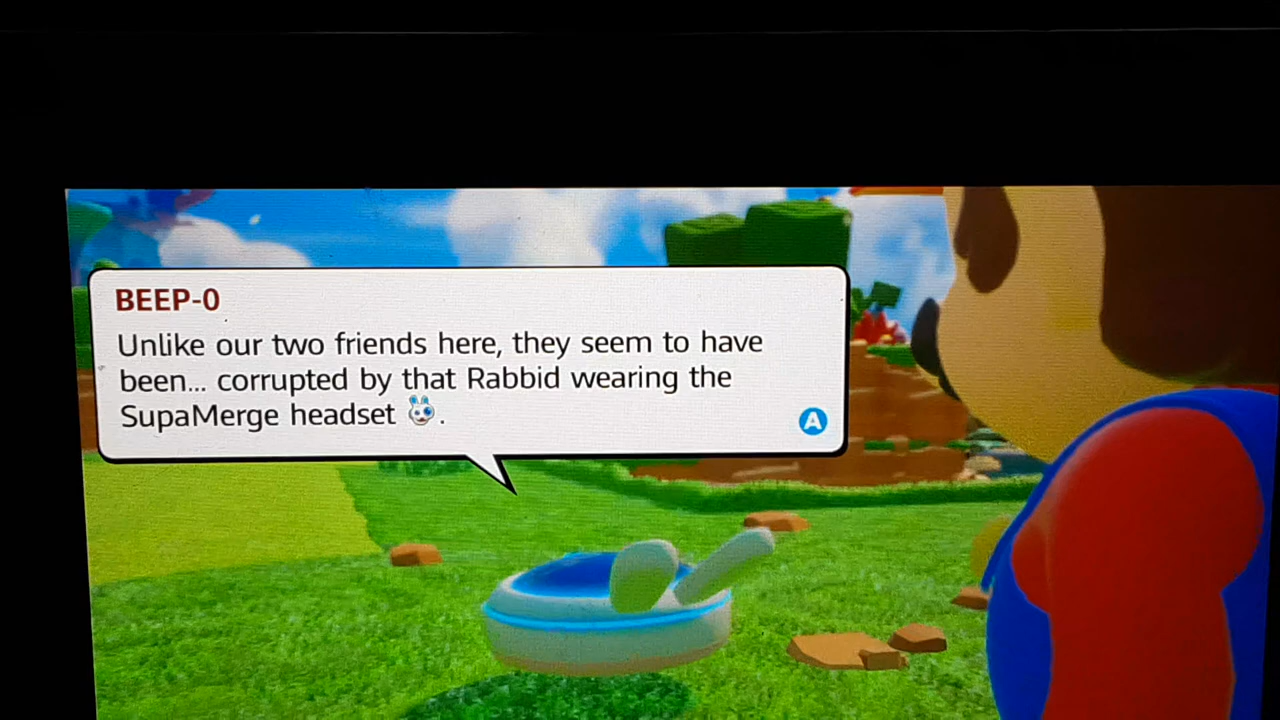 BEEP-0
Unlike our two friends here, they seem to have
been... corrupted by that Rabbid wearing the
SupaMerge headset .
A